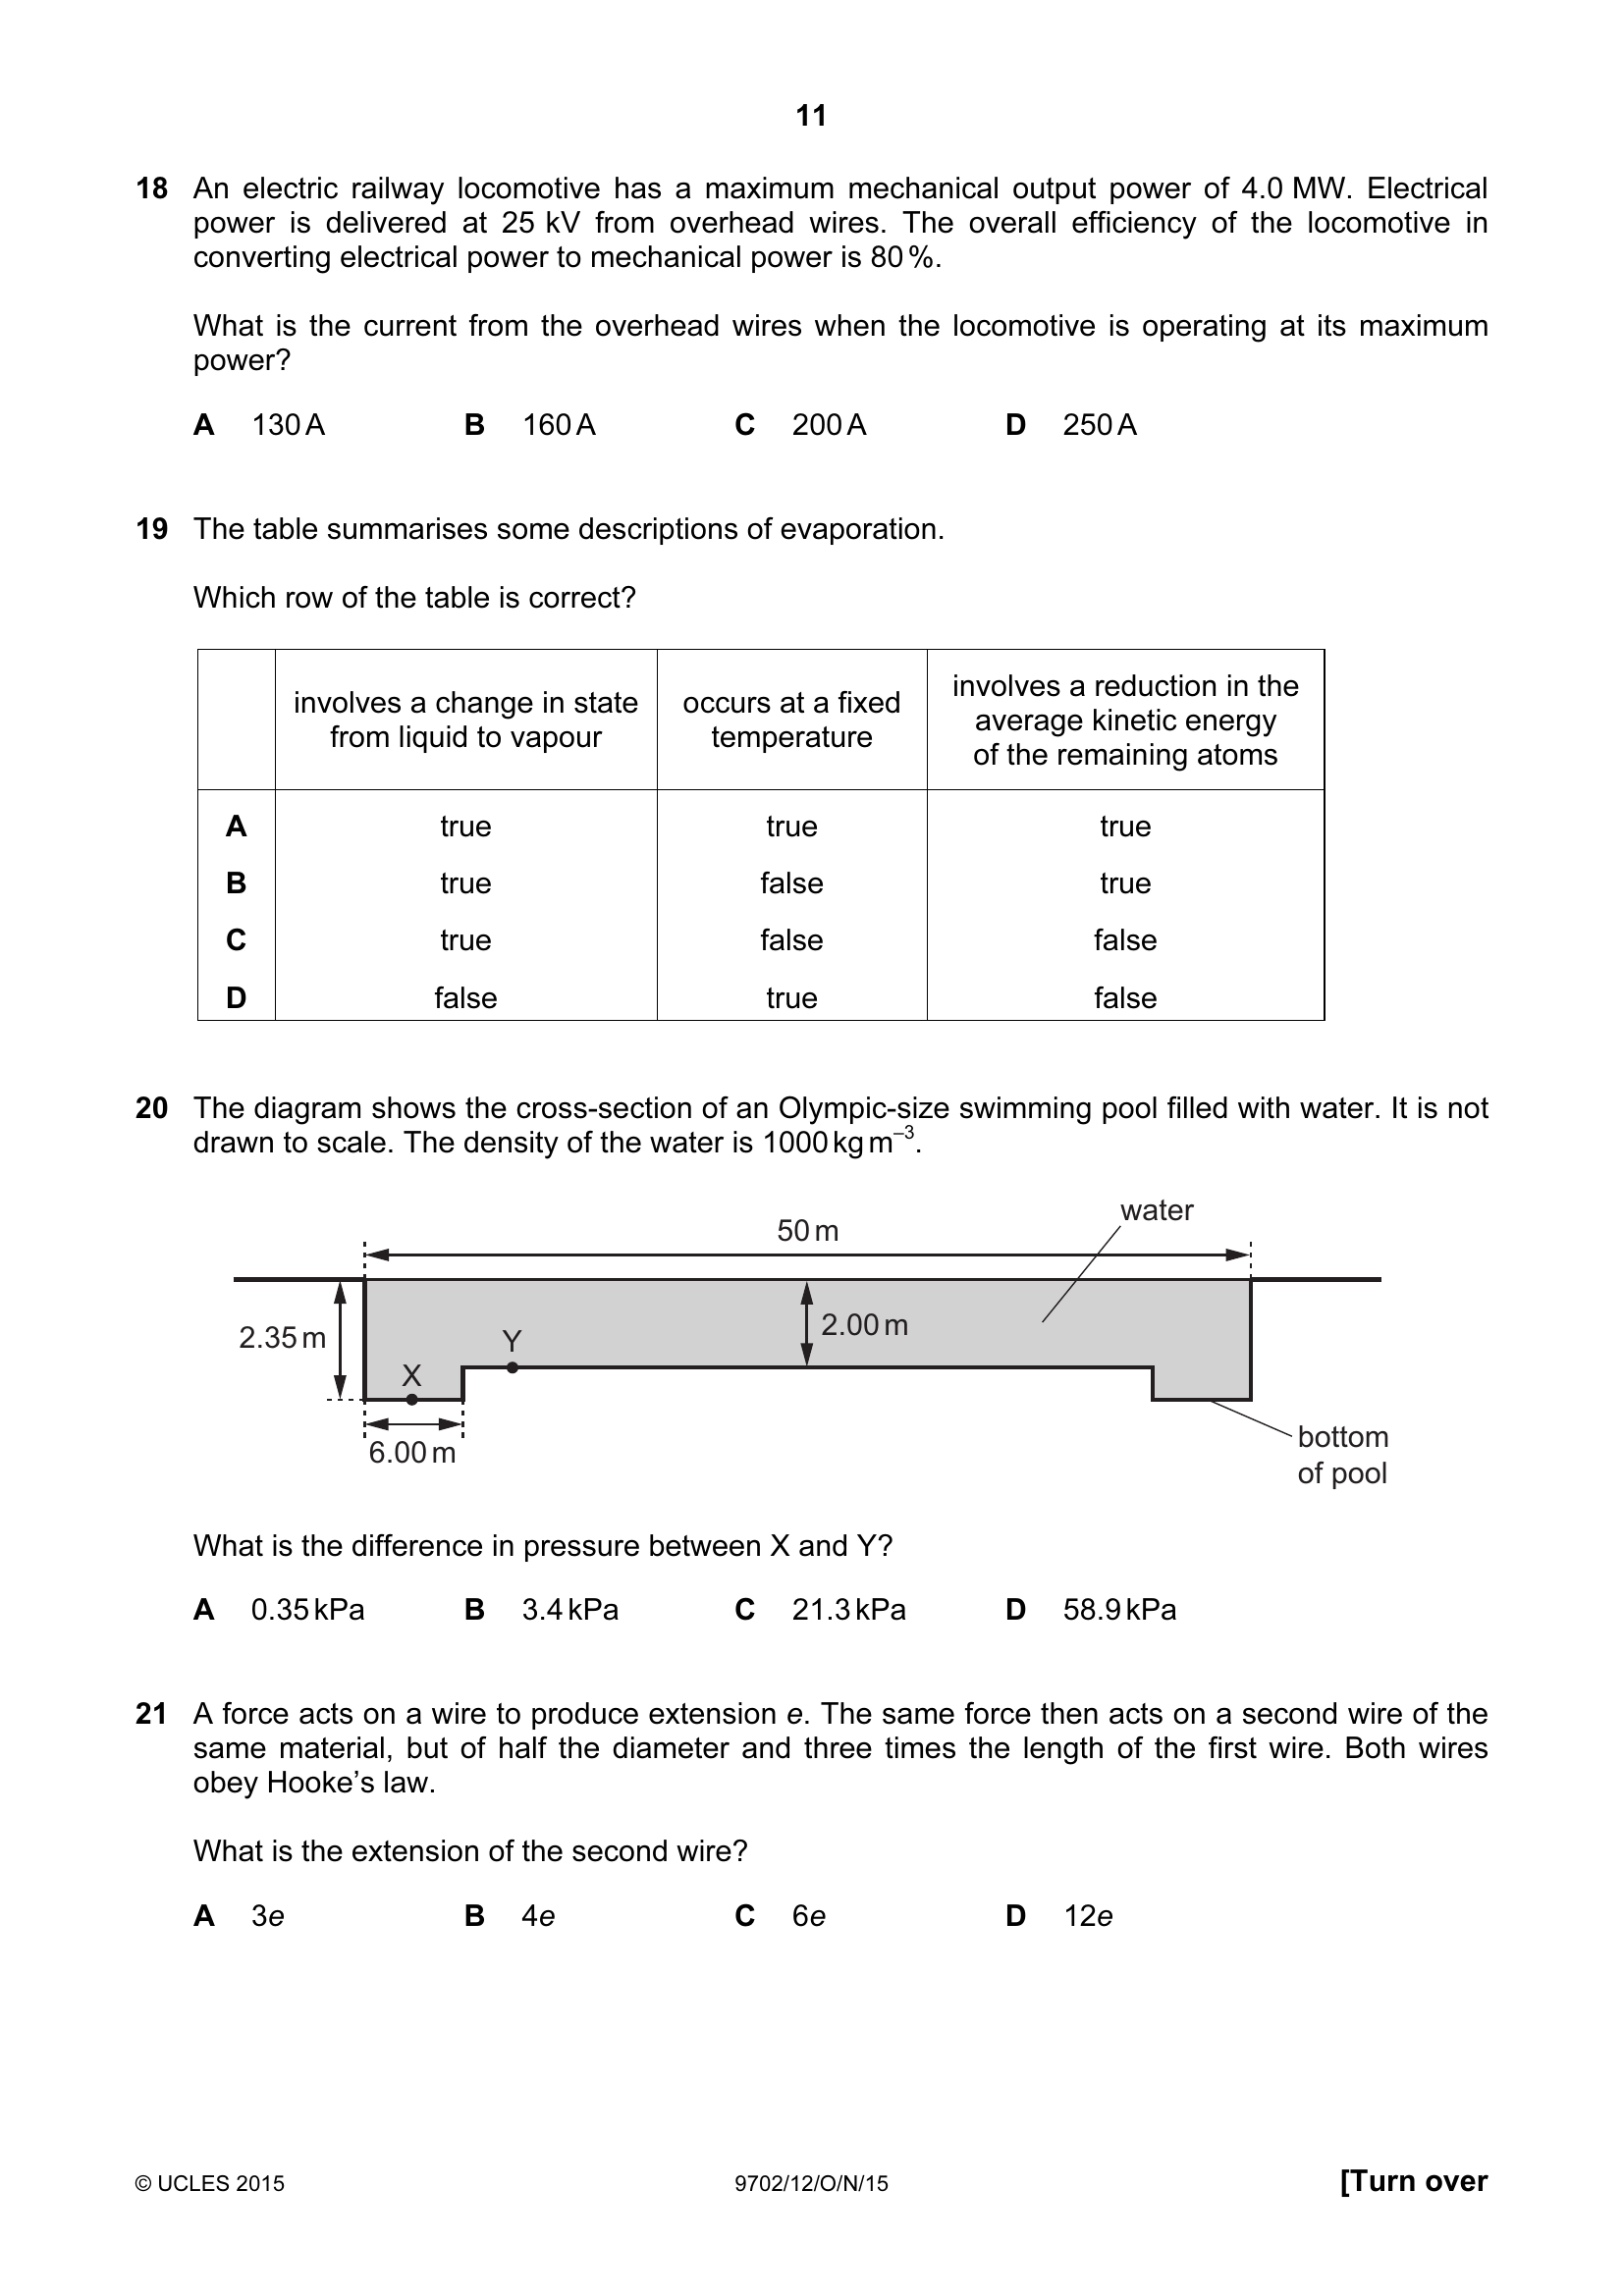 11
18 An electric railway locomotive has a maximum mechanical output power of 4.0 MW. Electrical
power is delivered at 25 kV from overhead wires. The overall efficiency of the locomotive in
converting electrical power to mechanical power is 80%.
What is the current from the overhead wires when the locomotive is operating at its maximum
power?
A 130 A B 160 A C 200 A D 250 A
19 The table summarises some descriptions of evaporation.
Which row of the table is correct?
involves a change in state from liquid to vapour
occurs at a fixed temperature
involves a reduction in the average kinetic energy of the remaining atoms
A true true true
B true false true
C true false false
D false true false
20 The diagram shows the cross-section of an Olympic-size swimming pool filled with water. It is not
drawn to scale. The density of the water is 1000 kg m⁻³.
water
50 m
2.35 m
2.00 m
Y
X
6.00 m
bottom
of pool
What is the difference in pressure between X and Y?
A 0.35 kPa B 3.4 kPa C 21.3 kPa D 58.9 kPa
21 A force acts on a wire to produce extension e. The same force then acts on a second wire of the
same material, but of half the diameter and three times the length of the first wire. Both wires
obey Hooke’s law.
What is the extension of the second wire?
A 3e B 4e C 6e D 12e
© UCLES 2015 9702/12/O/N/15 [Turn over